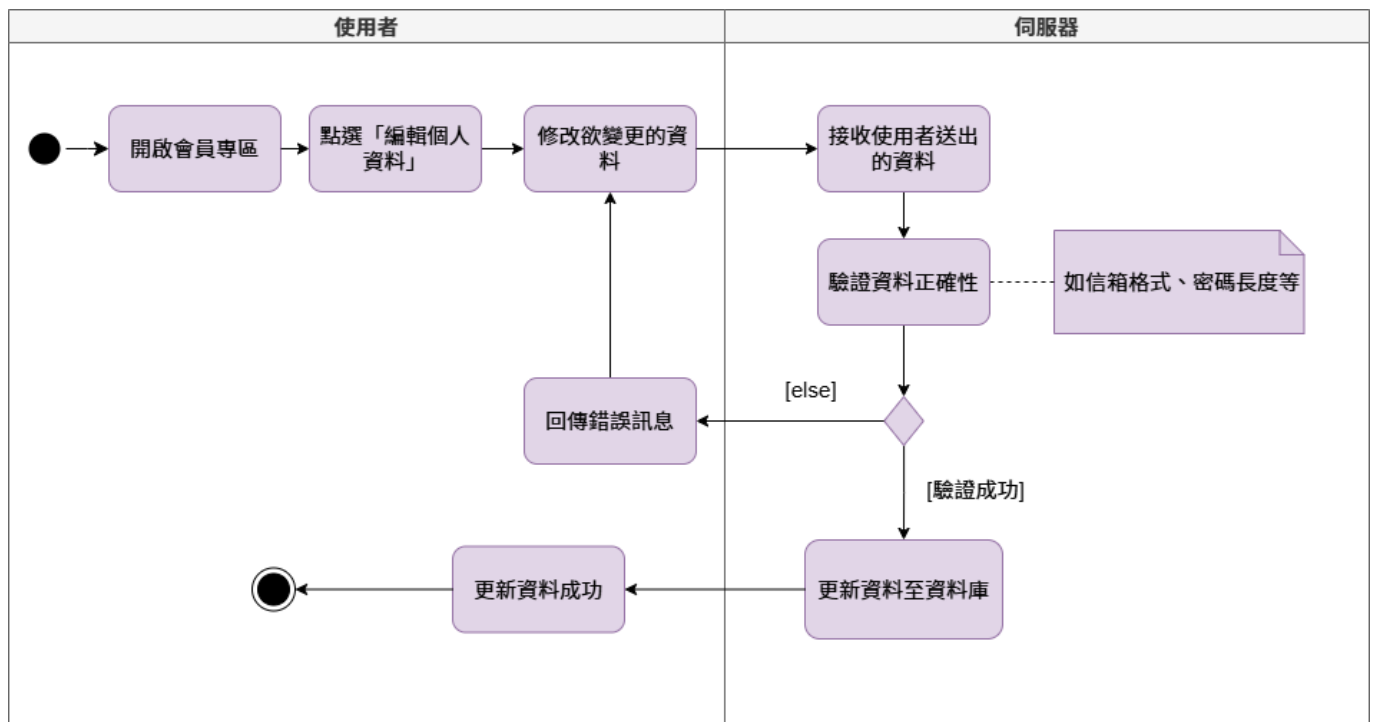 使用者
伺服器
開啟會員專區
點選「編輯個人
資料」
修改欲變更的資
料
接收使用者送出
的資料
驗證資料正確性
如信箱格式、密碼長度等
[else]
回傳錯誤訊息
[驗證成功]
更新資料成功
更新資料至資料庫